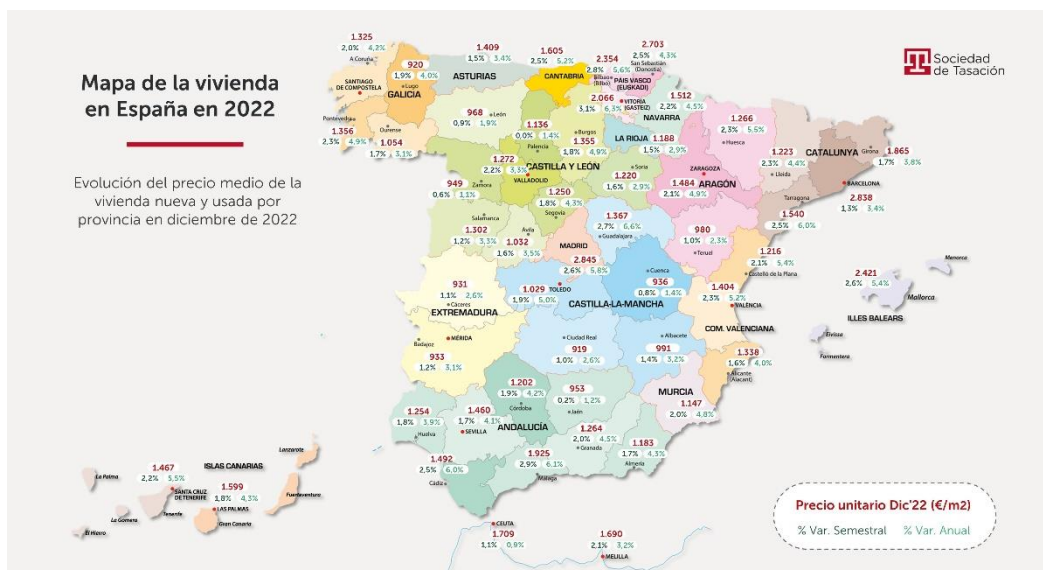 Mapa de la vivienda
en España en 2022
Evolución del precio medio de la
vivienda nueva y usada por
provincia en diciembre de 2022
Sociedad
de Tasación
1.325
2,0% 4,2%
A Coruña
SANTIAGO
DE COMPOSTELA
920
1,9% 4,0%
Lugo
GALICIA
Pontevedra
1.356
2,3% 4,9%
Ourense
1.054
1,7% 3,1%
1.409
1,5% 3,4%
ASTURIAS
1.605
2,5% 5,2%
CANTABRIA
2.354
2,8% 5,6%
Bilbao
(Bilbo)
2.703
2,5% 4,3%
San Sebastián
(Donostia)
PAÍS VASCO
(EUSKADI)
2.066
3,1% 6,3%
VITORIA
(GASTEIZ)
1.512
2,2% 4,5%
NAVARRA
LA RIOJA
1.188
1,5% 2,9%
968
0,9% 1,9%
León
1.136
0,0% 1,4%
Palencia
Burgos
1.355
1,8% 4,9%
1.272
2,2% 3,3%
VALLADOLID
CASTILLA Y LEÓN
949
0,6% 1,1%
Zamora
Soria
1.220
1,6% 2,9%
1.250
1,8% 4,3%
Segovia
Salamanca
1.302
1,2% 3,3%
Ávila
1.032
1,6% 3,5%
1.266
2,3% 5,5%
Huesca
ZARAGOZA
1.484
2,1% 4,9%
ARAGÓN
980
1,0% 2,3%
Teruel
1.223
2,3% 4,4%
Lleida
CATALUNYA
Girona
1.865
1,7% 3,8%
BARCELONA
2.838
1,3% 3,4%
Tarragona
1.540
2,5% 6,0%
MADRID
2.845
2,6% 5,8%
1.367
2,7% 6,6%
Guadalajara
Cuenca
936
0,8% 1,4%
1.029
1,9% 5,0%
TOLEDO
CASTILLA-LA-MANCHA
Ciudad Real
919
1,0% 2,6%
Albacete
991
1,4% 3,2%
931
1,1% 2,6%
Cáceres
EXTREMADURA
Badajoz
MÉRIDA
933
1,2% 3,1%
1.216
2,1% 5,4%
Castelló de la Plana
1.404
2,3% 5,2%
VALÈNCIA
COM. VALENCIANA
1.338
1,6% 4,0%
Alicante
(Alacant)
MURCIA
1.147
2,0% 4,8%
2.421
2,6% 5,4%
Menorca
Mallorca
ILLES BALEARS
Eivissa
Formentera
1.202
1,9% 4,2%
Córdoba
953
0,2% 1,2%
Jaén
1.254
1,8% 3,9%
Huelva
1.460
1,7% 4,1%
SEVILLA
ANDALUCÍA
1.264
2,0% 4,5%
Granada
1.183
1,7% 4,3%
Almería
1.492
2,5% 6,0%
Cádiz
1.925
2,9% 6,1%
Málaga
CEUTA
1.709
1,1% 0,9%
1.690
2,1% 3,2%
MELILLA
ISLAS CANARIAS
La Palma
1.467
2,2% 5,5%
SANTA CRUZ
DE TENERIFE
Tenerife
La Gomera
El Hierro
1.599
1,8% 4,3%
LAS PALMAS
Gran Canaria
Lanzarote
Fuerteventura
Precio unitario Dic'22 (€/m2)
% Var. Semestral % Var. Anual